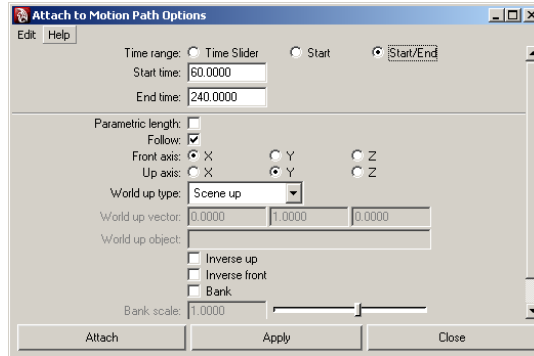 Attach to Motion Path Options
Edit Help
Time range: Time Slider Start Start/End
Start time: 60.0000
End time: 240.0000
Parametric length:
Follow:
Front axis: X Y Z
Up axis: X Y Z
World up type: Scene up
World up vector: 0.0000 1.0000 0.0000
World up object:
Inverse up
Inverse front
Bank
Bank scale: 1.0000
Attach Apply Close